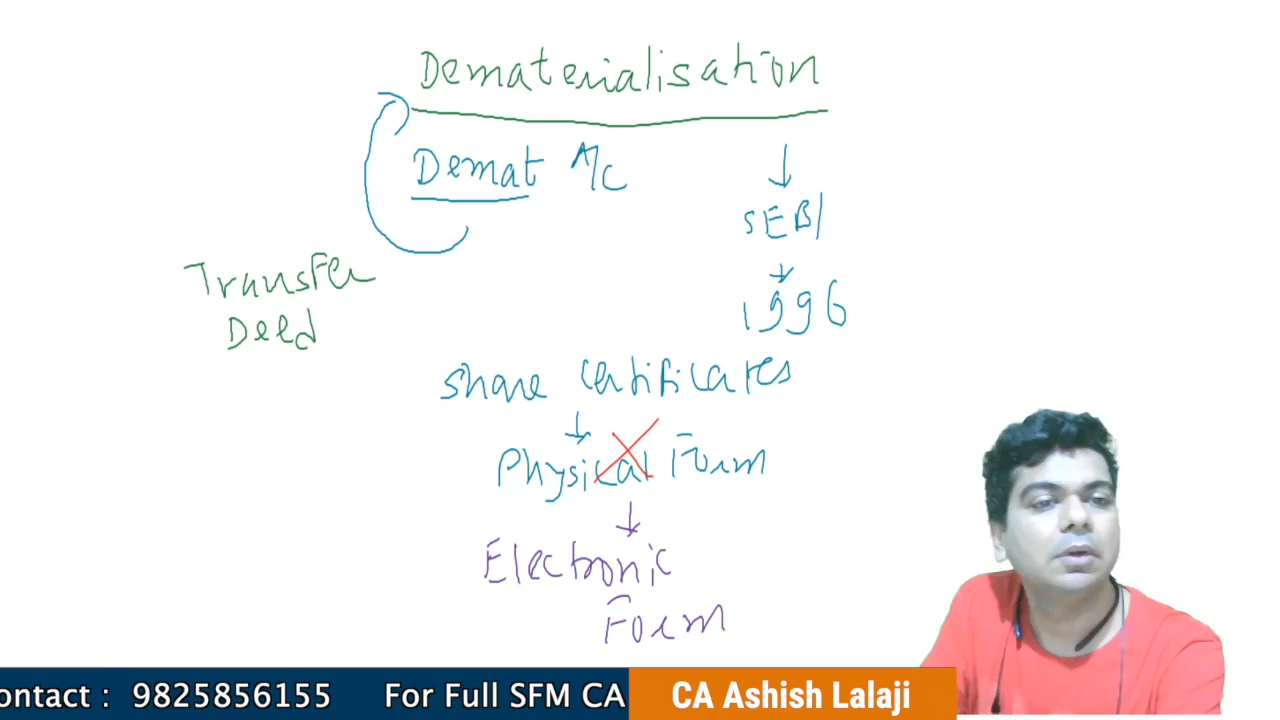 Dematerialisation
Demat A/c
SEBI
1996
Transfer
Deed
Share Certificates
Physical Form
Electronic
Form
ontact : 9825856155 For Full SFM CA
CA Ashish Lalaji